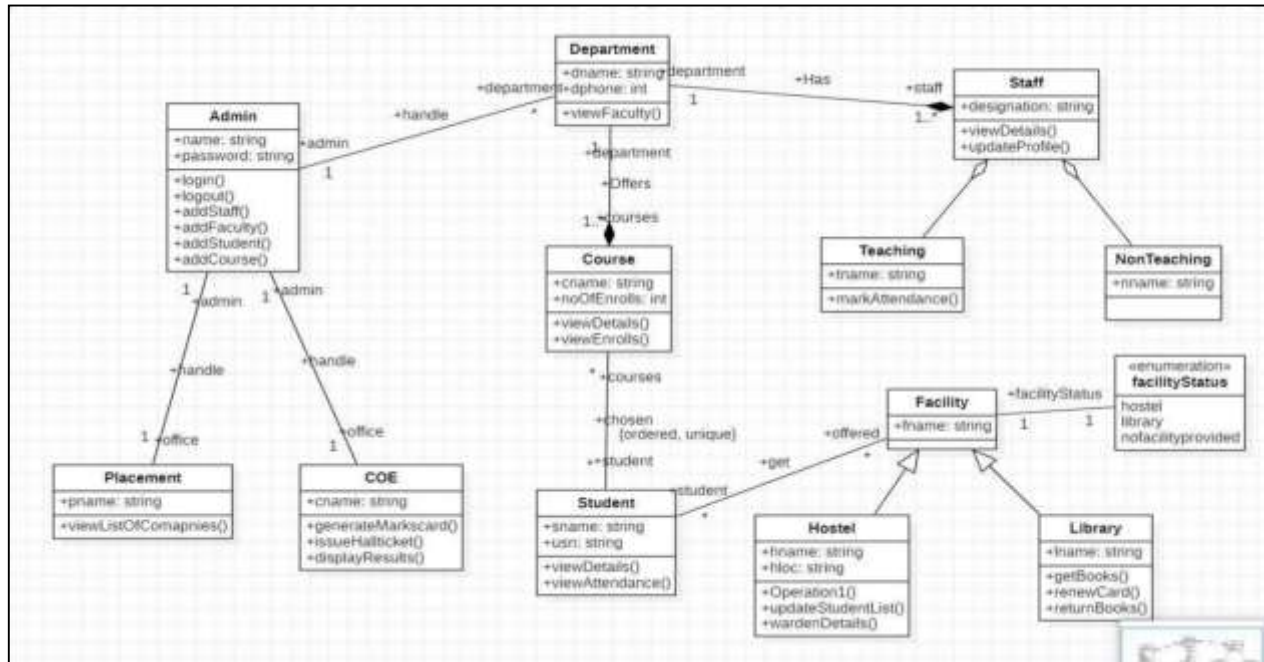 Department
+dname: string
+dphone: int
+viewFaculty()
+department
1
+Has
+staff
1..*
Staff
+designation: string
+viewDetails()
+updateProfile()
+department
*
+handle
+admin
1
Admin
+name: string
+password: string
+login()
+logout()
+addStaff()
+addFaculty()
+addStudent()
+addCourse()
1
+department
+Offers
1..*
+courses
Course
+cname: string
+noOfEnrolls: int
+viewDetails()
+viewEnrolls()
Teaching
+tname: string
+markAttendance()
NonTeaching
+nname: string
1
+admin
1
+admin
+handle
+handle
1
+office
1
+office
Placement
+pname: string
+viewListOfComapnies()
COE
+cname: string
+generateMarkscard()
+issueHallticket()
+displayResults()
*
+courses
+chosen
{ordered, unique}
*
+student
Student
+sname: string
+usn: string
+viewDetails()
+viewAttendance()
+student
*
+get
+offered
*
Facility
+fname: string
+facilityStatus
1
1
«enumeration»
facilityStatus
hostel
library
nofacilityprovided
Hostel
+hname: string
+hloc: string
+Operation1()
+updateStudentList()
+wardenDetails()
Library
+lname: string
+getBooks()
+renewCard()
+returnBooks()